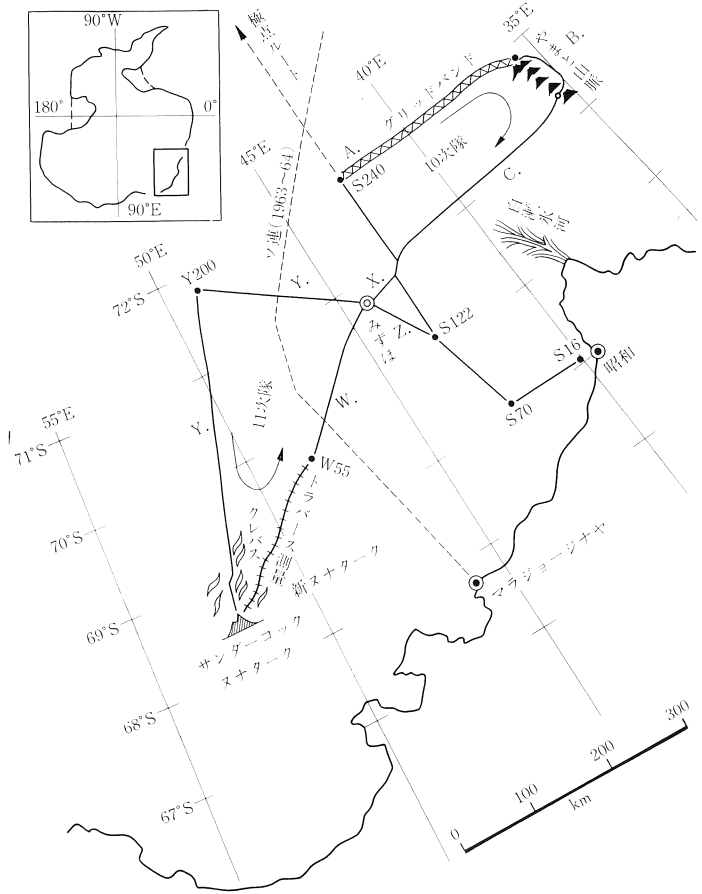 90°W
180°
0°
90°E
極点ルート
40°E
35°E
B.
やまと山脈
グリッドバンド
A.
S240
10次隊
C.
45°E
ソ連(1963〜64)
白瀬氷河
50°E
72°S
Y200
Y.
X.
みずほ
Z.
S122
S16
昭和
S70
W.
11次隊
Y.
W55
トラバース測量
クレバス
新ヌナターク
マラジョージナヤ
サンダーコック
ヌナターク
55°E
71°S
70°S
69°S
68°S
67°S
0
100
200
300
km